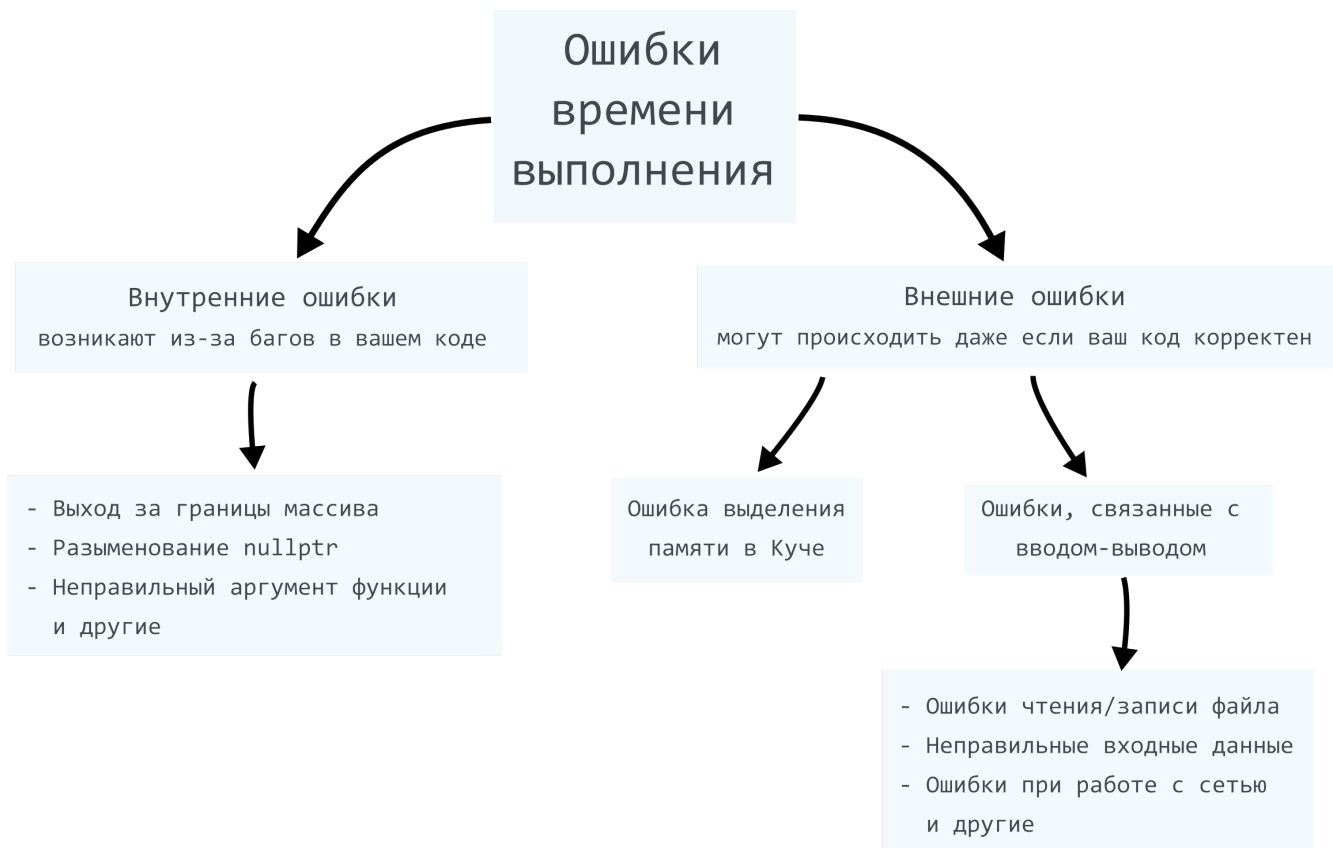 Ошибки
времени
выполнения
Внутренние ошибки
возникают из-за багов в вашем коде
Внешние ошибки
могут происходить даже если ваш код корректен
- Выход за границы массива
- Разыменование nullptr
- Неправильный аргумент функции
и другие
Ошибка выделения
памяти в Куче
Ошибки, связанные с
вводом-выводом
- Ошибки чтения/записи файла
- Неправильные входные данные
- Ошибки при работе с сетью
и другие